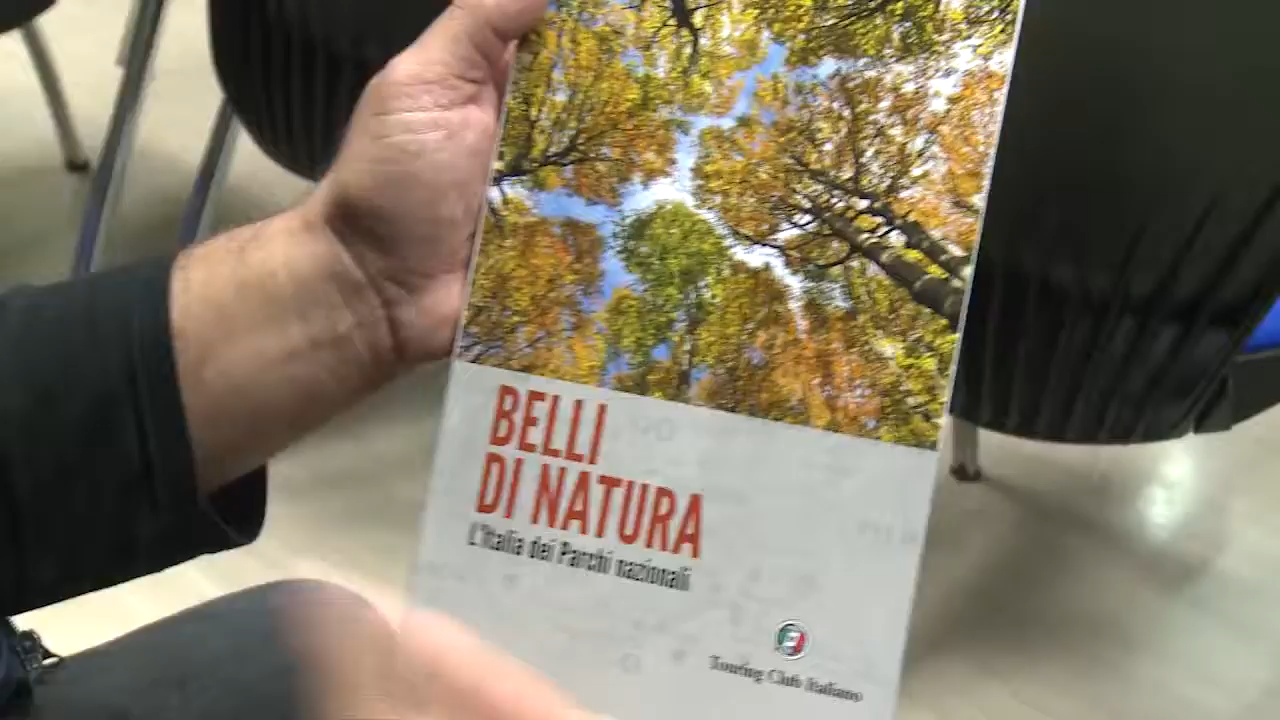 BELLI
DI NATURA
L'Italia dei Parchi nazionali
Touring Club Italiano